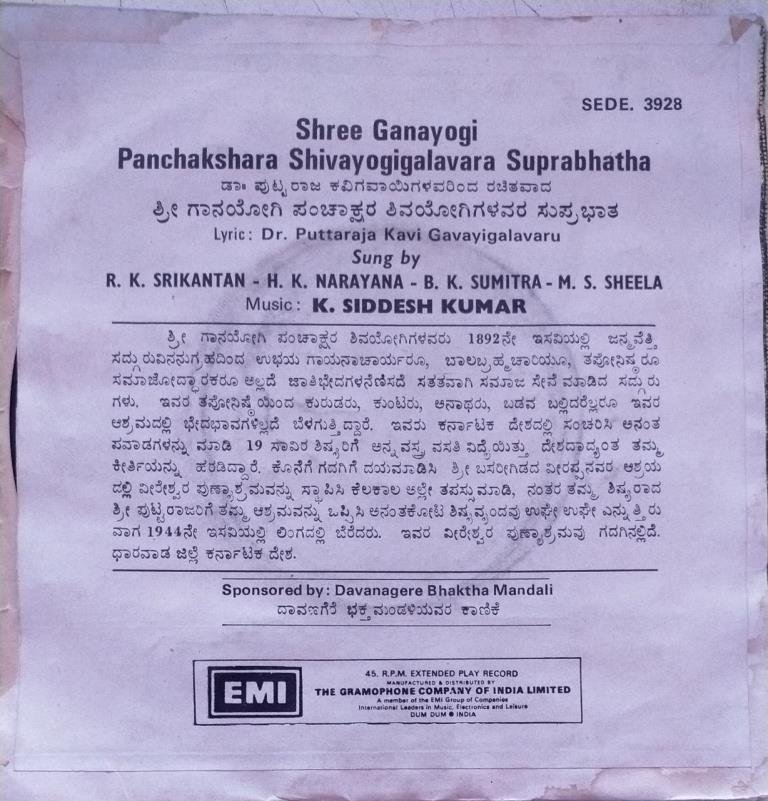 SEDE. 3928
Shree Ganayogi
Panchakshara Shivayogigalavara Suprabhatha
ಡಾಃ ಪುಟ್ಟರಾಜ ಕವಿಗವಾಯಿಗಳವರಿಂದ ರಚಿತವಾದ
ಶ್ರೀ ಗಾನಯೋಗಿ ಪಂಚಾಕ್ಷರ ಶಿವಯೋಗಿಗಳವರ ಸುಪ್ರಭಾತ
Lyric: Dr. Puttaraja Kavi Gavayigalavaru
Sung by
R. K. SRIKANTAN - H. K. NARAYANA - B. K. SUMITRA - M. S. SHEELA
Music: K. SIDDESH KUMAR
ಶ್ರೀ ಗಾನಯೋಗಿ ಪಂಚಾಕ್ಷರ ಶಿವಯೋಗಿಗಳವರು 1892ನೇ ಇಸವಿಯಲ್ಲಿ ಜನ್ಮವೆತ್ತಿ
ಸದ್ಗುರುವಿನನುಗ್ರಹದಿಂದ ಉಭಯ ಗಾಯನಾಚಾರ್ಯರೂ, ಬಾಲಬ್ರಹ್ಮಚಾರಿಯೂ, ತಪೋನಿಷ್ಠರೂ
ಸಮಾಜೋದ್ಧಾರಕರೂ ಅಲ್ಲದೆ ಜಾತಿಭೇದಗಳನೆಣಿಸದೆ ಸತತವಾಗಿ ಸಮಾಜ ಸೇವೆ ಮಾಡಿದ ಸದ್ಗುರು
ಗಳು. ಇವರ ತಪೋನಿಷ್ಠೆಯಿಂದ ಕುರುಡರು, ಕುಂಟರು, ಅನಾಥರು, ಬಡವ ಬಲ್ಲಿದರೆಲ್ಲರೂ ಇವರ
ಆಶ್ರಮದಲ್ಲಿ ಭೇದಭಾವಗಳಿಲ್ಲದೆ ಬೆಳಗುತ್ತಿದ್ದಾರೆ. ಇವರು ಕರ್ನಾಟಕ ದೇಶದಲ್ಲಿ ಸಂಚರಿಸಿ ಅನಂತ
ಪವಾಡಗಳನ್ನು ಮಾಡಿ 19 ಸಾವಿರ ಶಿಷ್ಯರಿಗೆ ಅನ್ನ ವಸ್ತ್ರ ವಸತಿ ವಿದ್ಯೆಯಿತ್ತು ದೇಶದಾದ್ಯಂತ ತಮ್ಮ
ಕೀರ್ತಿಯನ್ನು ಹರಡಿದ್ದಾರೆ. ಕೊನೆಗೆ ಗದಗಿಗೆ ದಯಮಾಡಿಸಿ ಶ್ರೀ ಬಸರೀಗಿಡದ ವೀರಪ್ಪನವರ ಆಶ್ರಯ
ದಲ್ಲಿ ವೀರೇಶ್ವರ ಪುಣ್ಯಾಶ್ರಮವನ್ನು ಸ್ಥಾಪಿಸಿ ಕೆಲಕಾಲ ಅಲ್ಲೇ ತಪಸ್ಸುಮಾಡಿ, ನಂತರ ತಮ್ಮ ಶಿಷ್ಯರಾದ
ಶ್ರೀ ಪುಟ್ಟರಾಜರಿಗೆ ತಮ್ಮ ಆಶ್ರಮವನ್ನು ಒಪ್ಪಿಸಿ ಅನಂತಕೋಟಿ ಶಿಷ್ಯವೃಂದವು ಉಘೇ ಉಘೇ ಎನ್ನುತ್ತಿರು
ವಾಗ 1944ನೇ ಇಸವಿಯಲ್ಲಿ ಲಿಂಗದಲ್ಲಿ ಬೆರೆದರು. ಇವರ ವೀರೇಶ್ವರ ಪುಣ್ಯಾಶ್ರಮವು ಗದಗಿನಲ್ಲಿದೆ.
ಧಾರವಾಡ ಜಿಲ್ಲೆ ಕರ್ನಾಟಕ ದೇಶ.
Sponsored by: Davanagere Bhaktha Mandali
ದಾವಣಗೆರೆ ಭಕ್ತ ಮಂಡಳಿಯವರ ಕಾಣಿಕೆ
EMI
45. R.P.M. EXTENDED PLAY RECORD
MANUFACTURED & DISTRIBUTED BY
THE GRAMOPHONE COMPANY OF INDIA LIMITED
A member of the EMI Group of Companies
International Leaders in Music, Electronics and Leisure
DUM DUM ● INDIA